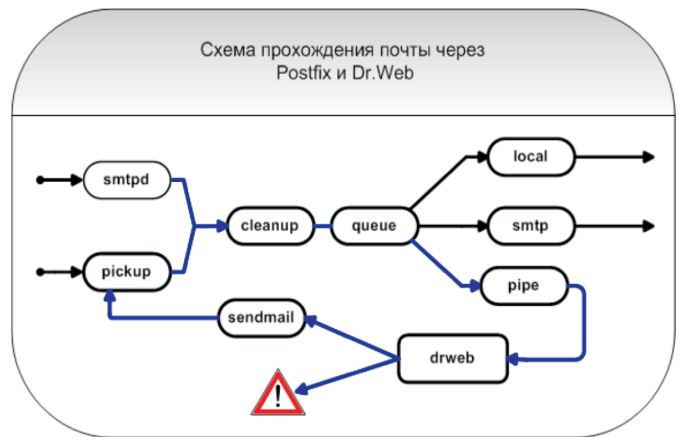 Схема прохождения почты через
Postfix и Dr.Web
local
smtpd
cleanup
queue
smtp
pickup
pipe
sendmail
drweb
!